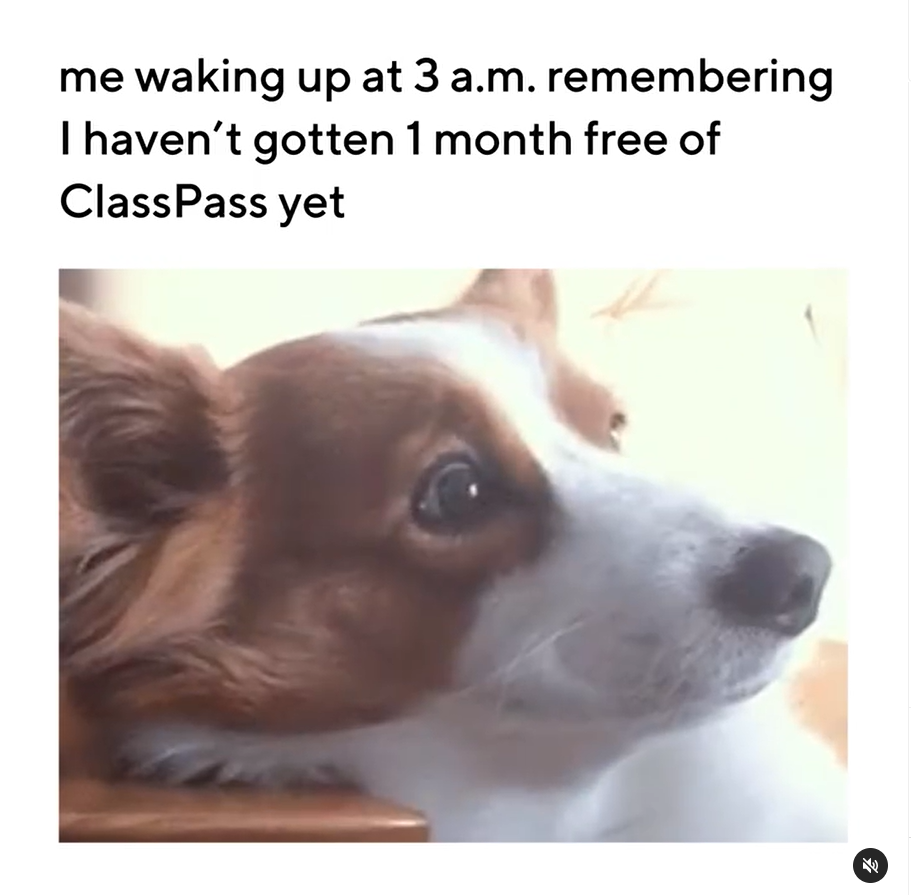 me waking up at 3 a.m. remembering
I haven’t gotten 1 month free of
ClassPass yet